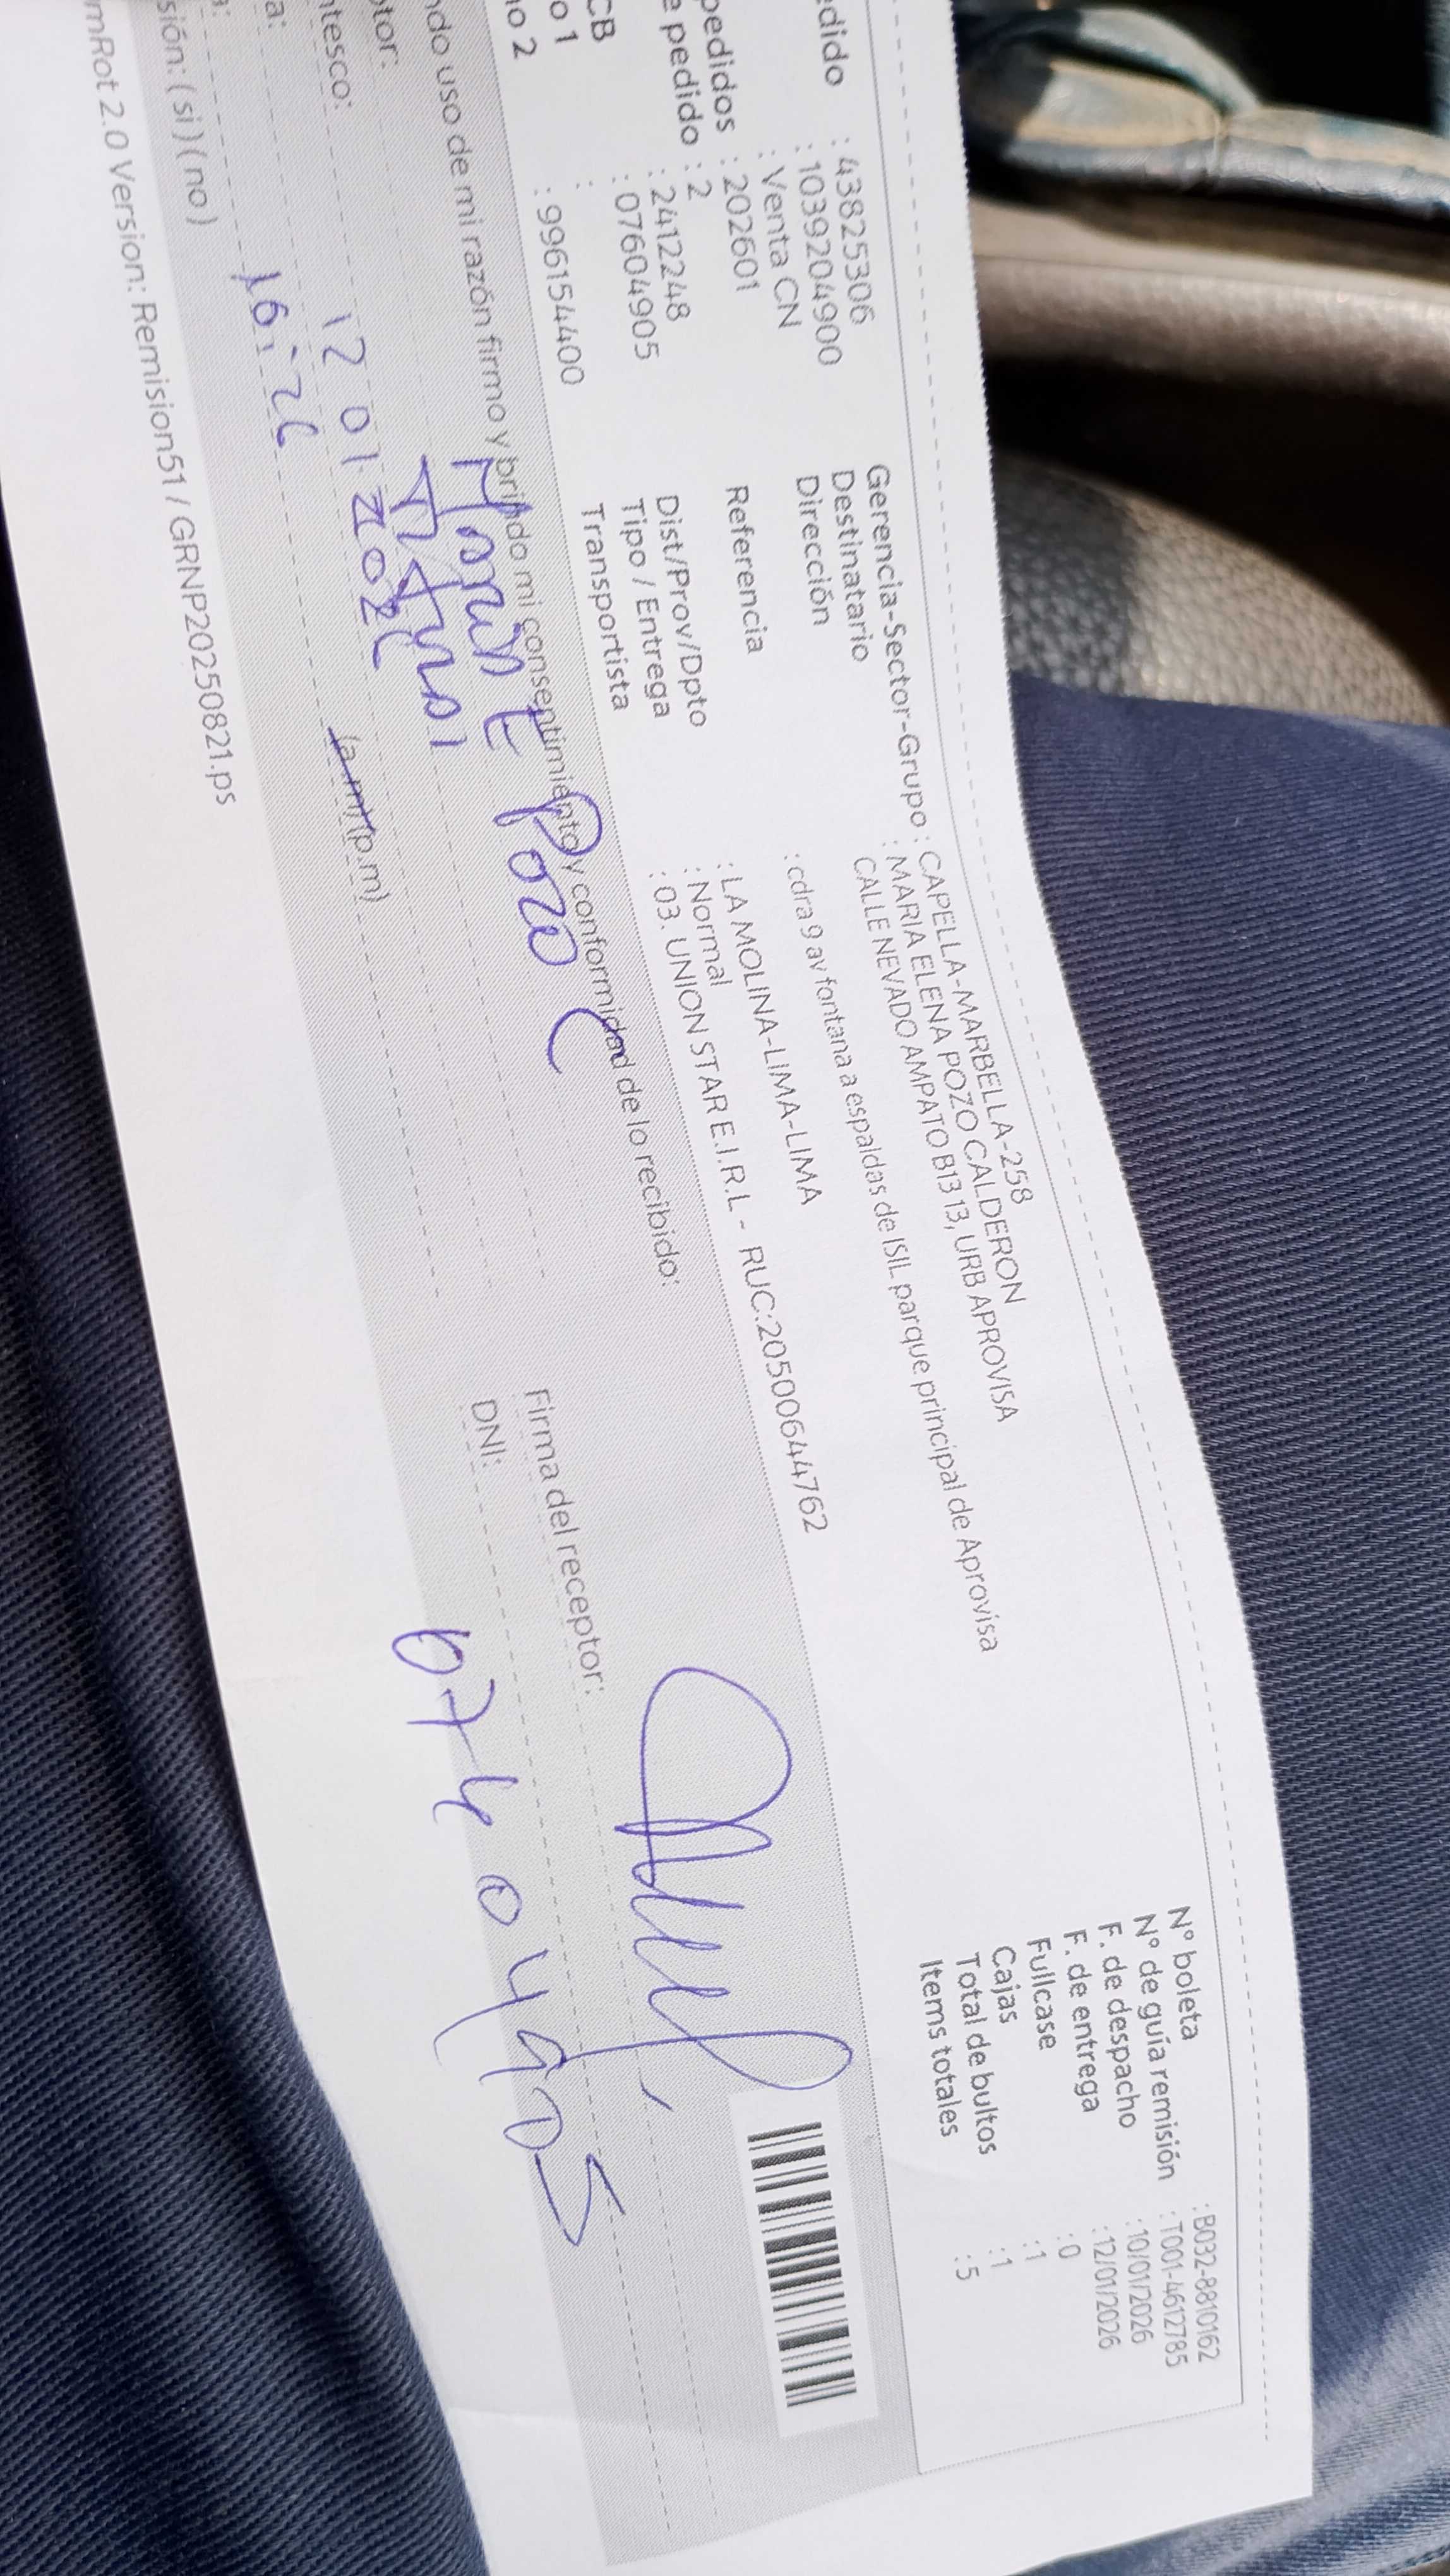 edido : 43825306
: 1039204900
: Venta CN
pedidos : 202601
e pedido : 2
: 2412248
CB : 07604905
o 1 :
no 2 : 996154400
Gerencia-Sector-Grupo : CAPELLA-MARBELLA-258
Destinatario : MARIA ELENA POZO CALDERON
Dirección CALLE NEVADO AMPATO B13 13, URB APROVISA
Referencia : cdra 9 av fontana a espaldas de ISIL parque principal de Aprovisa
Dist/Prov/Dpto : LA MOLINA-LIMA-LIMA
Tipo / Entrega : Normal
Transportista : 03. UNION STAR E.I.R.L - RUC:20500644762
N° boleta : B032-8810162
N° de guía remisión : T001-4612785
F. de despacho : 10/01/2026
F. de entrega : 12/01/2026
Fullcase : 0
Cajas : 1
Total de bultos : 1
Items totales : 5
ndo uso de mi razón firmo y brindo mi consentimiento y conformidad de lo recibido:
ptor: Maria E Pozo C
ntesco: Titular
a: 12 01 2026
a: 16:26 (a.m)(p.m)
sión: ( si ) ( no )
Firma del receptor:
DNI: 07604905
mRot 2.0 Version: Remision51 / GRNP20250821.ps